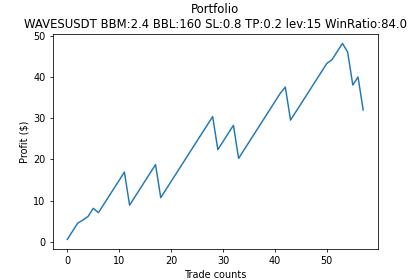 Portfolio
WAVESUSDT BBM:2.4 BBL:160 SL:0.8 TP:0.2 lev:15 WinRatio:84.0
50
40
30
20
10
0
Profit ($)
0 10 20 30 40 50
Trade counts